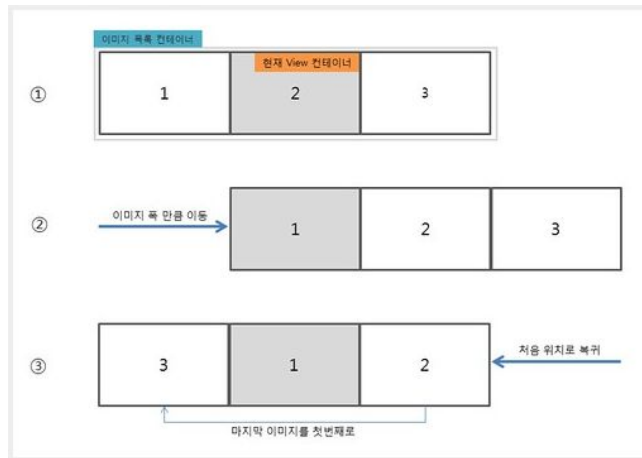 이미지 목록 컨테이너
현재 View 컨테이너
①
1
2
3
②
이미지 폭 만큼 이동
1
2
3
③
3
1
2
처음 위치로 복귀
마지막 이미지를 첫번째로